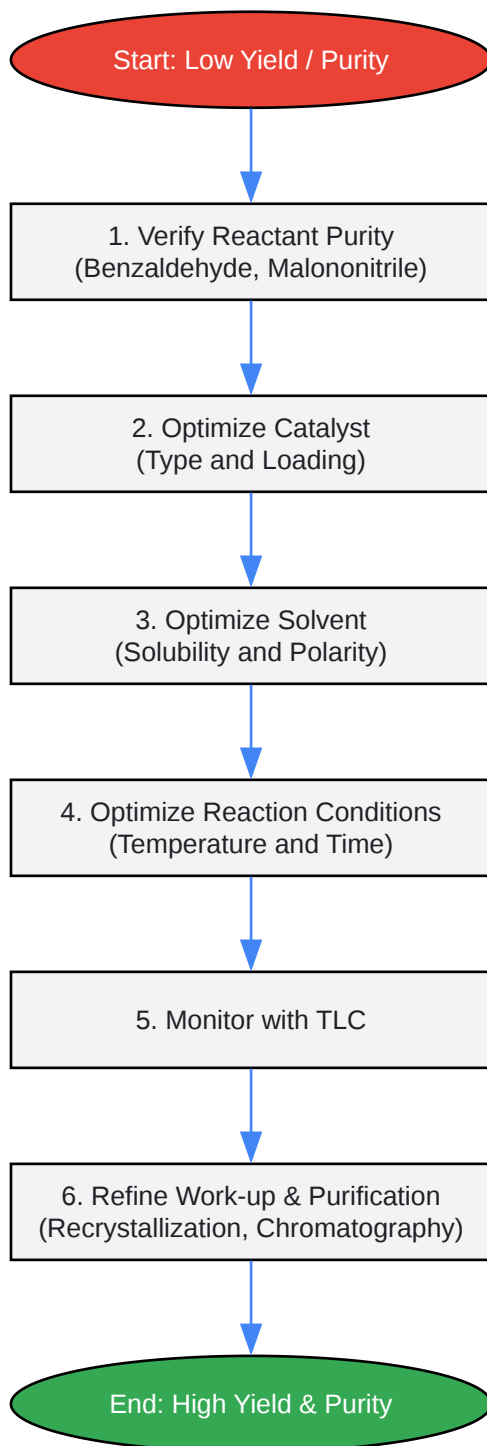 Start: Low Yield / Purity
1. Verify Reactant Purity
(Benzaldehyde, Malononitrile)
2. Optimize Catalyst
(Type and Loading)
3. Optimize Solvent
(Solubility and Polarity)
4. Optimize Reaction Conditions
(Temperature and Time)
5. Monitor with TLC
6. Refine Work-up & Purification
(Recrystallization, Chromatography)
End: High Yield & Purity